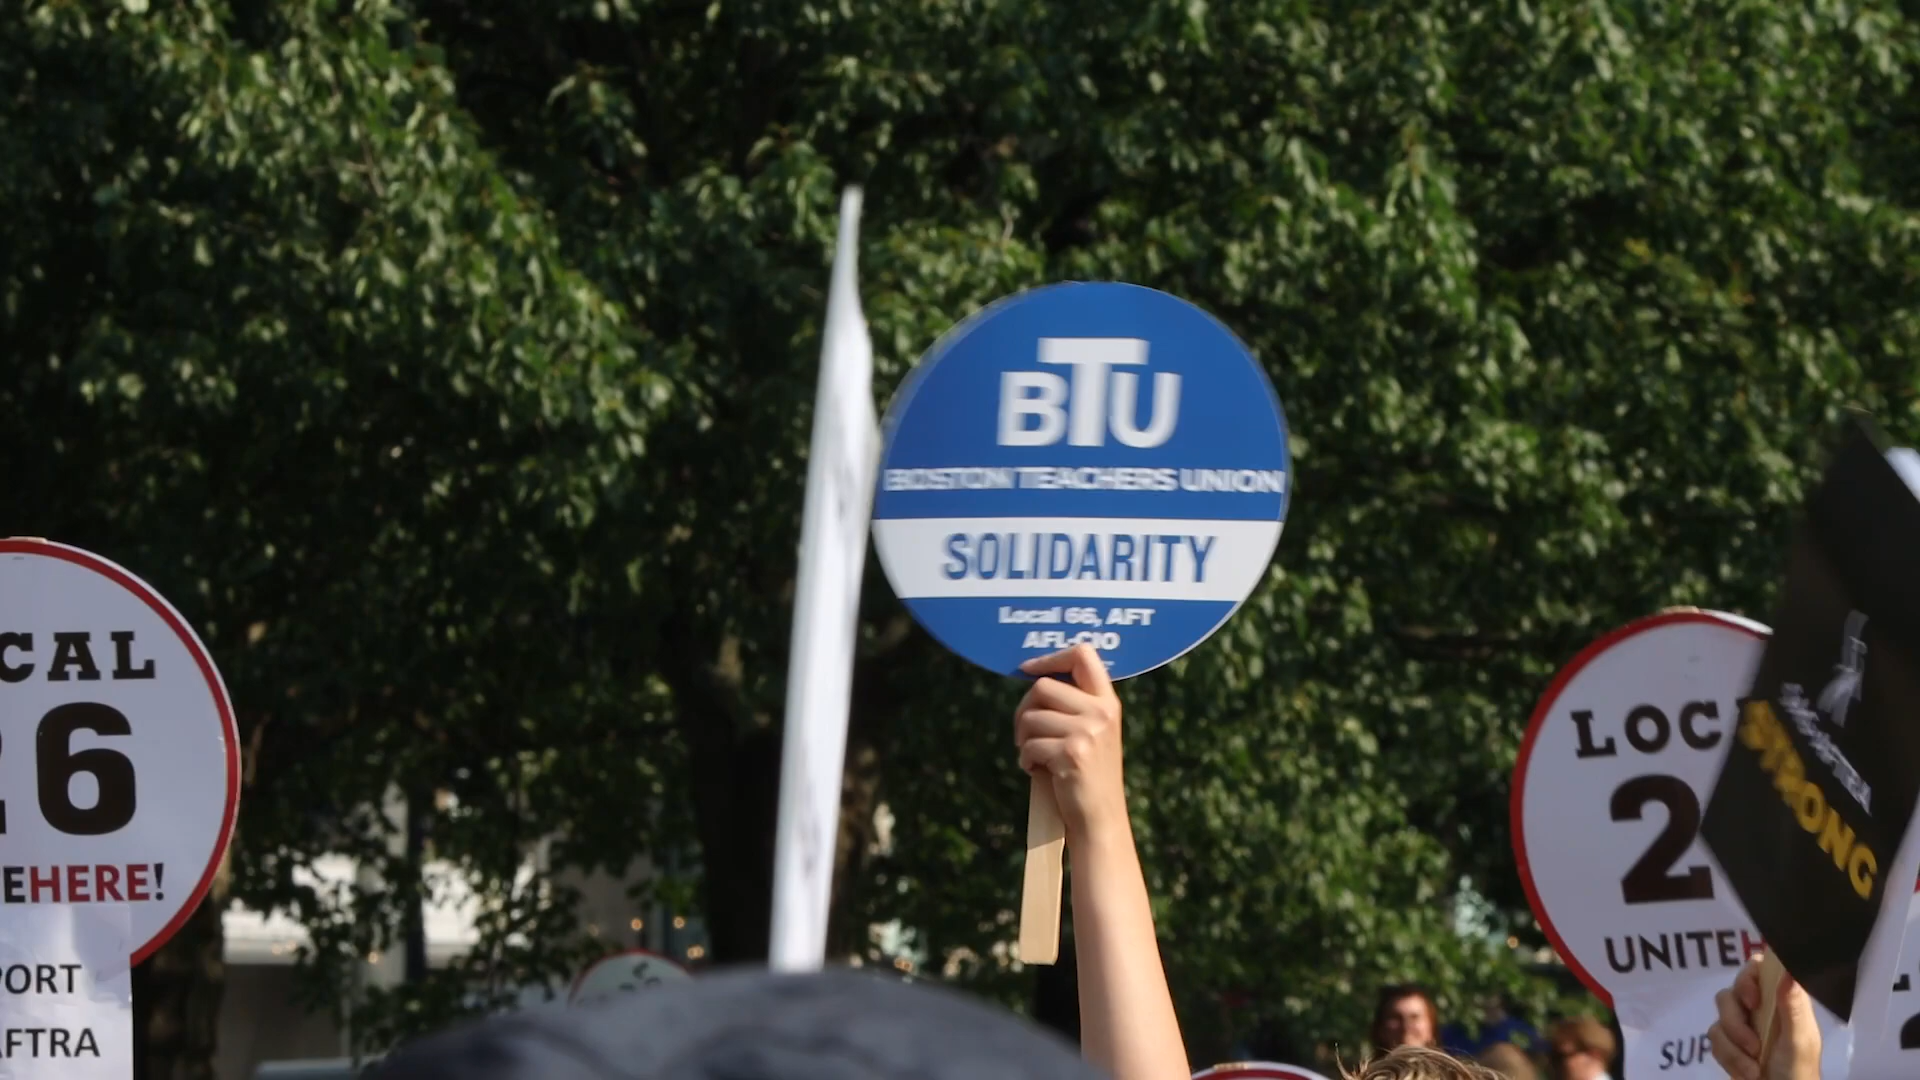 BTU
BOSTON TEACHERS UNION
SOLIDARITY
Local 66, AFT
AFL-CIO
CAL
26
EHERE!
PORT
AFTRA
LOC
2
UNITEH
SUP
STRONG